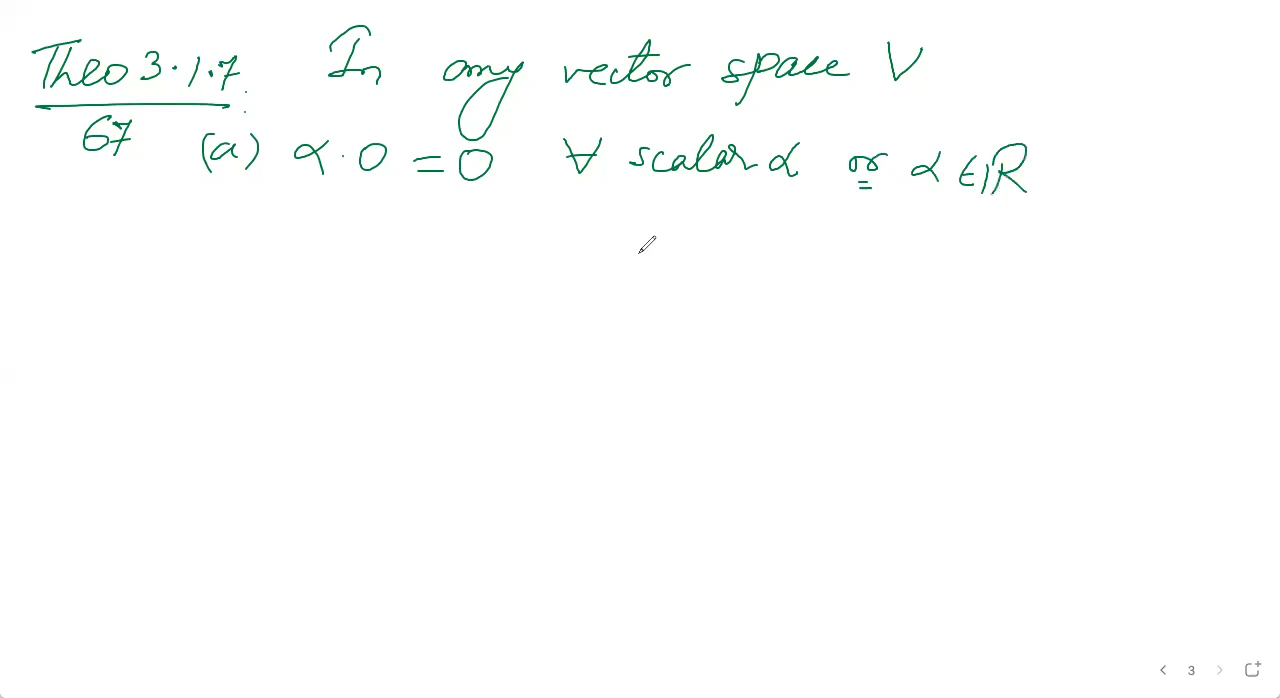 Theo 3.1.7: In any vector space V
67 (a) α · 0 = 0 ∀ scalar α or α ∈ ℝ
3